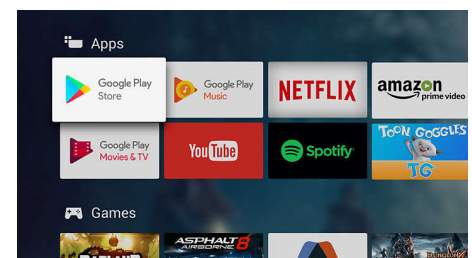 Apps
Google Play
Store
Google Play
Music
NETFLIX
amazon
prime video
Google Play
Movies & TV
YouTube
Spotify
TOON GOGGLES
TG
Games
BADLAND
ASPHALT 8
AIRBORNE